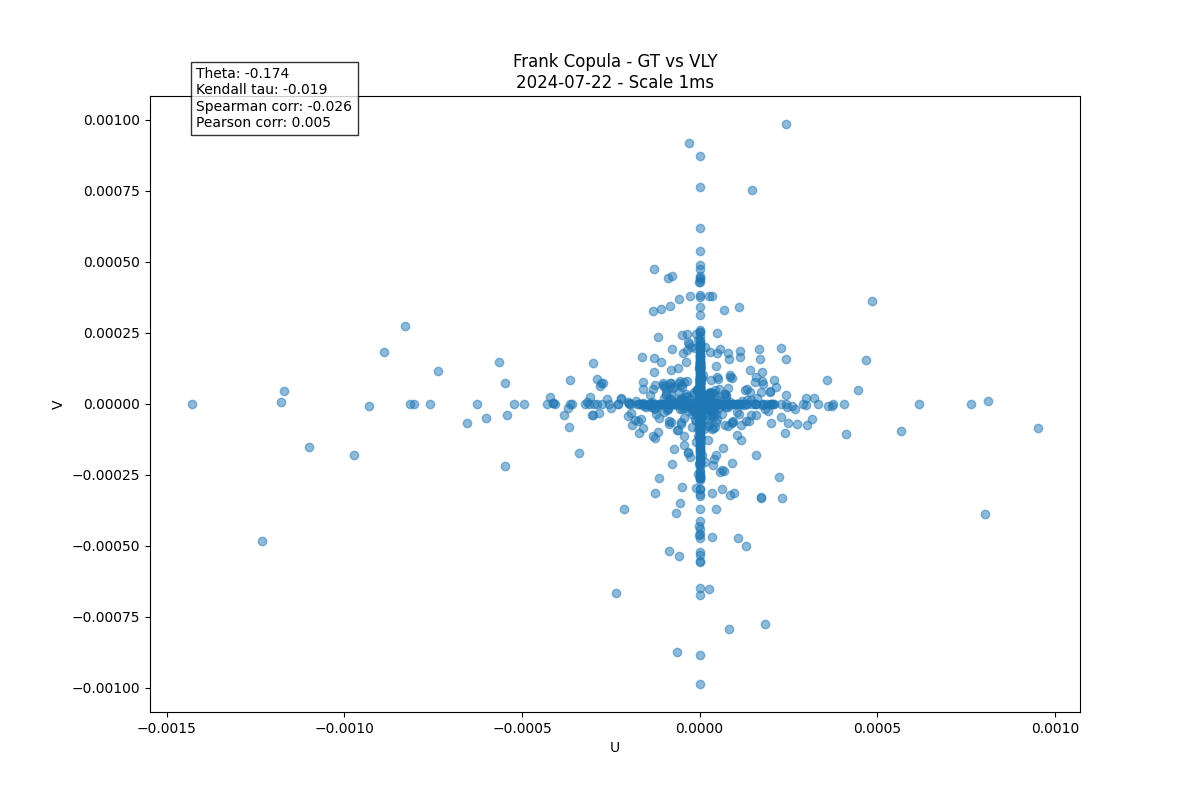 Frank Copula - GT vs VLY
2024-07-22 - Scale 1ms
Theta: -0.174
Kendall tau: -0.019
Spearman corr: -0.026
Pearson corr: 0.005
0.00100
0.00075
0.00050
0.00025
0.00000
−0.00025
−0.00050
−0.00075
−0.00100
V
−0.0015
−0.0010
−0.0005
0.0000
0.0005
0.0010
U